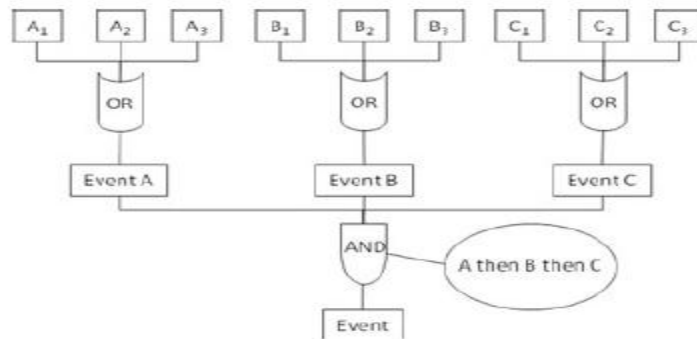 A₁ A₂ A₃ B₁ B₂ B₃ C₁ C₂ C₃
OR OR OR
Event A Event B Event C
AND
A then B then C
Event